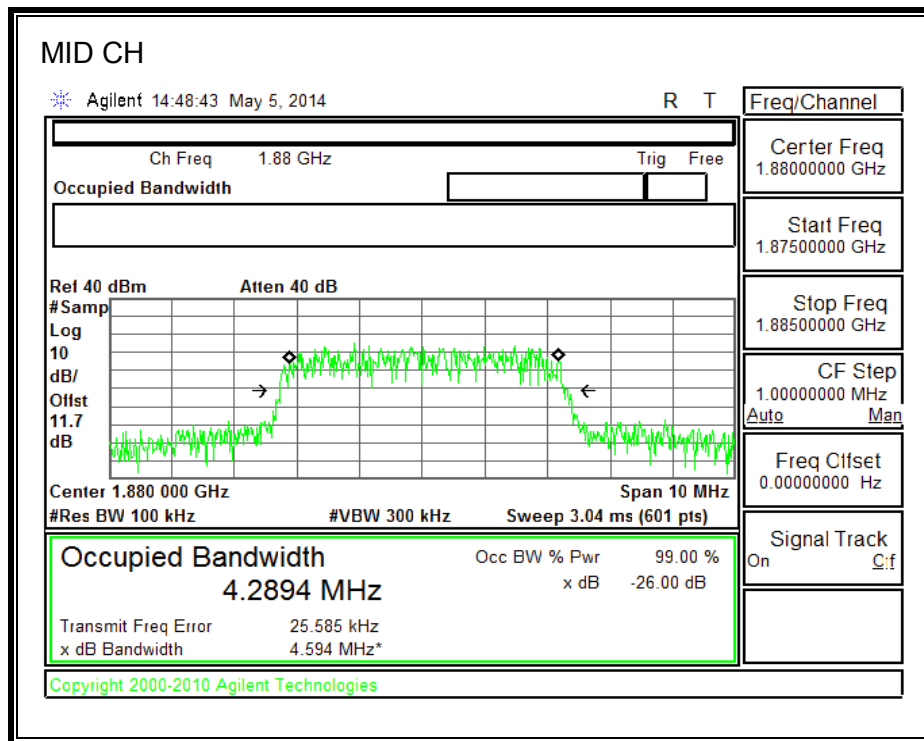 MID CH
Agilent 14:48:43 May 5, 2014 R T
Freq/Channel
Ch Freq 1.88 GHz Trig Free
Occupied Bandwidth
Center Freq
1.88000000 GHz
Start Freq
1.87500000 GHz
Stop Freq
1.88500000 GHz
CF Step
1.00000000 MHz
Auto Man
Freq Offset
0.00000000 Hz
Signal Track
On Off
Ref 40 dBm Atten 40 dB
#Samp
Log
10
dB/
Offst
11.7
dB
Center 1.880 000 GHz Span 10 MHz
#Res BW 100 kHz #VBW 300 kHz Sweep 3.04 ms (601 pts)
Occupied Bandwidth
4.2894 MHz
Occ BW % Pwr 99.00 %
x dB -26.00 dB
Transmit Freq Error 25.585 kHz
x dB Bandwidth 4.594 MHz*
Copyright 2000-2010 Agilent Technologies